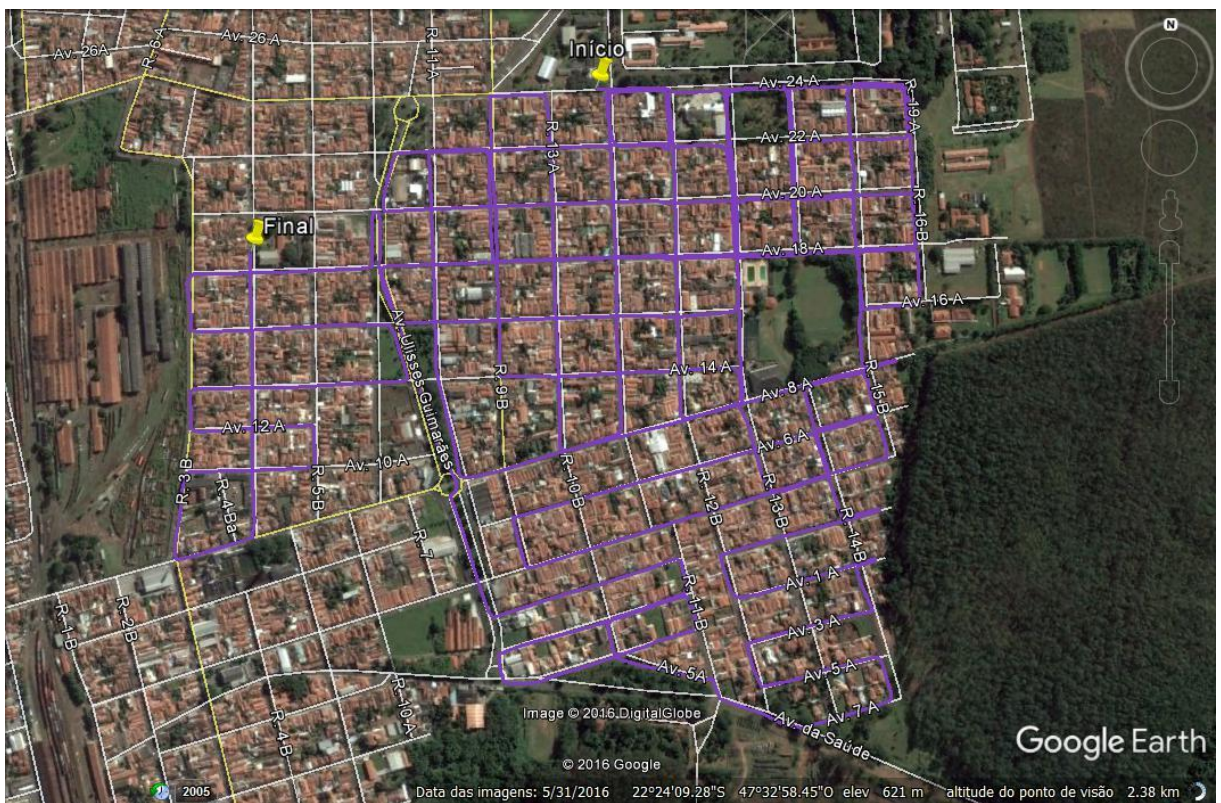 Av. 26 A
R. 11 A
Av. 26A
R. 6 A
Início
Av. 24 A
R. 19 A
R. 13-A
Av. 22 A
Av. 20 A
R. 16-B
Final
Av. 18 A
Av. 16 A
Av. Ulisses Guimarães
R. 9-B
Av. 14 A
Av. 8 A
R. 15-B
Av. 12 A
Av. 6 A
R. 3-B
R. 4-Ba
R. 5-B
Av. 10 A
R. 10-B
R. 12-B
R. 13-B
R. 14-B
R. 7
R. 11-B
Av. 1 A
R. 1-B
R. 2-B
Av. 3 A
Av. 5A
Av. 5 A
R. 4-B
R. 10-A
Av. 7 A
Av. da Saúde
Image © 2016 DigitalGlobe
© 2016 Google
Google Earth
2005
Data das imagens: 5/31/2016 22°24'09.28"S 47°32'58.45"O elev 621 m altitude do ponto de visão 2.38 km
N